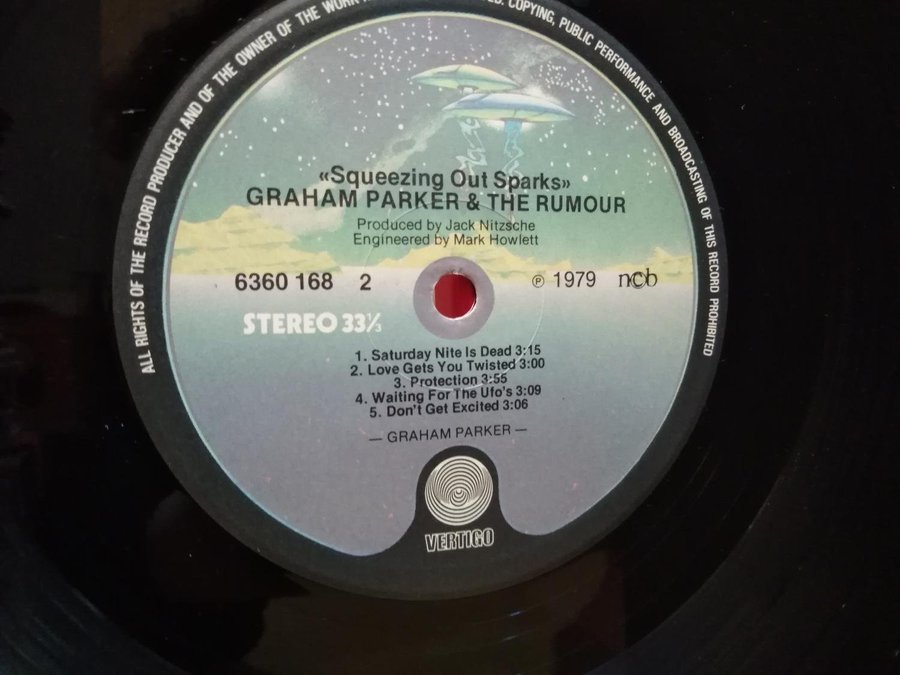 ALL RIGHTS OF THE RECORD PRODUCER AND OF THE OWNER OF THE WORK
COPYING, PUBLIC PERFORMANCE AND BROADCASTING OF THIS RECORD PROHIBITED
«Squeezing Out Sparks»
GRAHAM PARKER & THE RUMOUR
Produced by Jack Nitzsche
Engineered by Mark Howlett
6360 168 2 ℗ 1979 ncb
STEREO 33⅓
1. Saturday Nite Is Dead 3:15
2. Love Gets You Twisted 3:00
3. Protection 3:55
4. Waiting For The Ufo's 3:09
5. Don't Get Excited 3:06
— GRAHAM PARKER —
VERTIGO